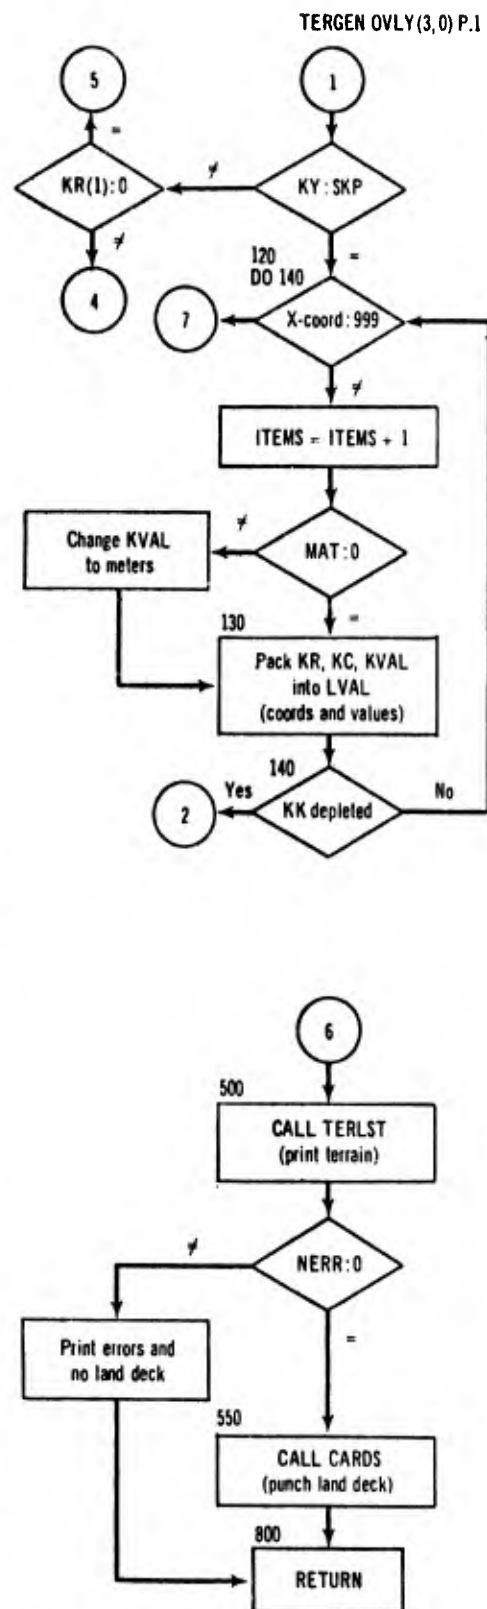 TERGEN OVLY(3,0) P.1
5
1
=
≠
KR(1):0
KY:SKP
≠
120
=
DO 140
4
7
X-coord:999
≠
ITEMS = ITEMS + 1
≠
Change KVAL
to meters
MAT:0
130
=
Pack KR, KC, KVAL
into LVAL
(coords and values)
140
Yes
No
2
KK depleted
6
500
CALL TERLST
(print terrain)
≠
NERR:0
=
Print errors and
no land deck
550
CALL CARDS
(punch land deck)
800
RETURN